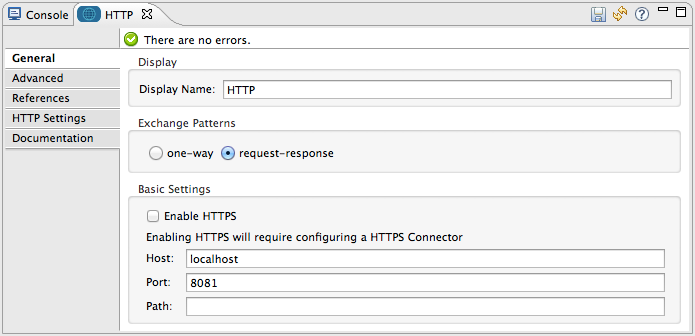 Console HTTP
There are no errors.
General
Advanced
References
HTTP Settings
Documentation
Display
Display Name: HTTP
Exchange Patterns
one-way request-response
Basic Settings
Enable HTTPS
Enabling HTTPS will require configuring a HTTPS Connector
Host: localhost
Port: 8081
Path: